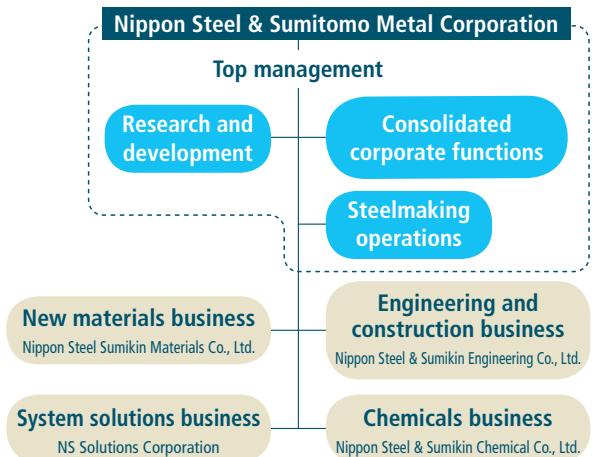 Nippon Steel & Sumitomo Metal Corporation
Top management
Research and
development
Consolidated
corporate functions
Steelmaking
operations
New materials business
Nippon Steel Sumikin Materials Co., Ltd.
Engineering and
construction business
Nippon Steel & Sumikin Engineering Co., Ltd.
System solutions business
NS Solutions Corporation
Chemicals business
Nippon Steel & Sumikin Chemical Co., Ltd.